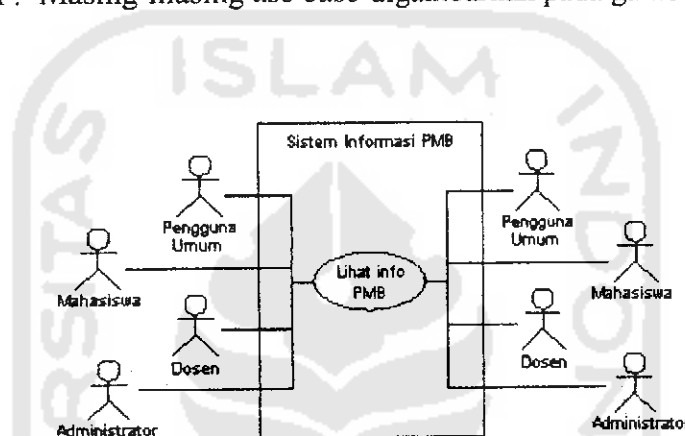 Masing-masing use case digambarkan pada
ISLAM
Sistem Informasi PMB
Pengguna
Umum
Mahasiswa
Dosen
Administrator
Lihat info
PMB
Pengguna
Umum
Mahasiswa
Dosen
Administrator